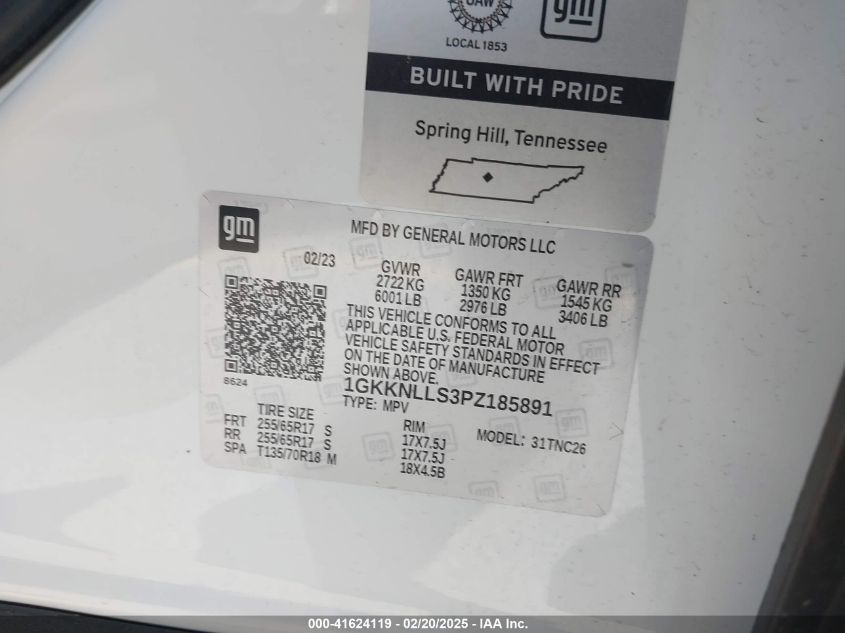 UAW
gm
LOCAL 1853
BUILT WITH PRIDE
Spring Hill, Tennessee
gm
MFD BY GENERAL MOTORS LLC
02/23
GVWR GAWR FRT GAWR RR
2722 KG 1350 KG 1545 KG
6001 LB 2976 LB 3406 LB
THIS VEHICLE CONFORMS TO ALL
APPLICABLE U.S. FEDERAL MOTOR
VEHICLE SAFETY STANDARDS IN EFFECT
ON THE DATE OF MANUFACTURE
SHOWN ABOVE.
8624
1GKKNLLS3PZ185891
TYPE: MPV
TIRE SIZE RIM MODEL: 31TNC26
FRT 255/65R17 S 17X7.5J
RR 255/65R17 S 17X7.5J
SPA T135/70R18 M 18X4.5B
000-41624119 - 02/20/2025 - IAAI.com